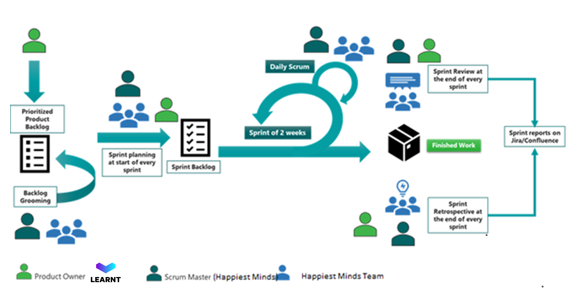 Prioritized
Product
Backlog
Backlog
Grooming
Sprint planning
at start of every
sprint
Sprint Backlog
Daily Scrum
Sprint of 2 weeks
Sprint Review at
the end of every
sprint
Finished Work
Sprint reports on
Jira/Confluence
Sprint
Retrospective at
the end of every
sprint
Product Owner
LEARNT
Scrum Master (Happiest Minds)
Happiest Minds Team